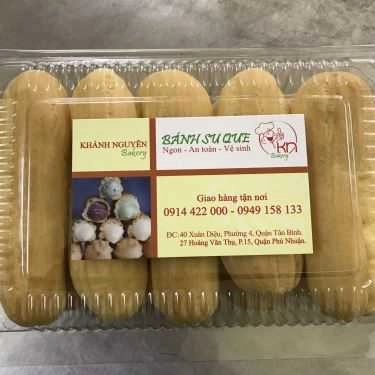 KHÁNH NGUYÊN
Bakery
BÁNH SU QUE
Ngon - An toàn - Vệ sinh
KN
Bakery
Giao hàng tận nơi
0914 422 000 - 0949 158 133
ĐC: 40 Xuân Diệu, Phường 4, Quận Tân Bình.
27 Hoàng Văn Thụ, P.15, Quận Phú Nhuận.